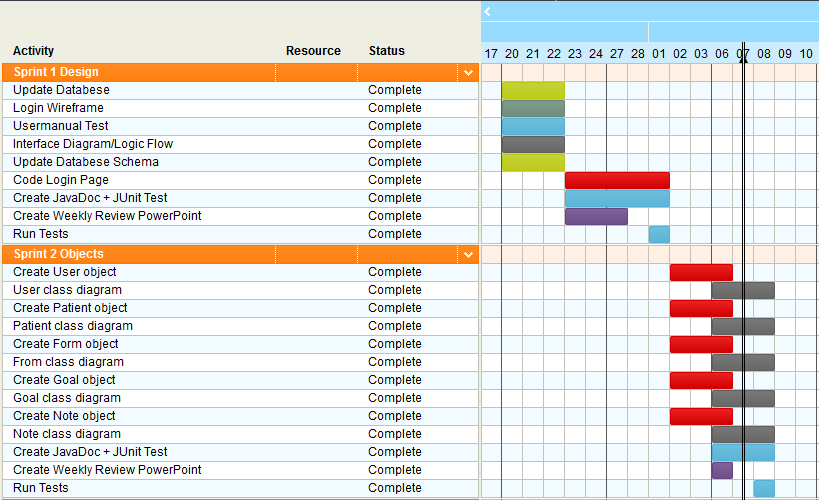 Activity Resource Status 17 20 21 22 23 24 27 28 01 02 03 06 07 08 09 10
Sprint 1 Design
Update Databese Complete
Login Wireframe Complete
Usermanual Test Complete
Interface Diagram/Logic Flow Complete
Update Databese Schema Complete
Code Login Page Complete
Create JavaDoc + JUnit Test Complete
Create Weekly Review PowerPoint Complete
Run Tests Complete
Sprint 2 Objects
Create User object Complete
User class diagram Complete
Create Patient object Complete
Patient class diagram Complete
Create Form object Complete
From class diagram Complete
Create Goal object Complete
Goal class diagram Complete
Create Note object Complete
Note class diagram Complete
Create JavaDoc + JUnit Test Complete
Create Weekly Review PowerPoint Complete
Run Tests Complete